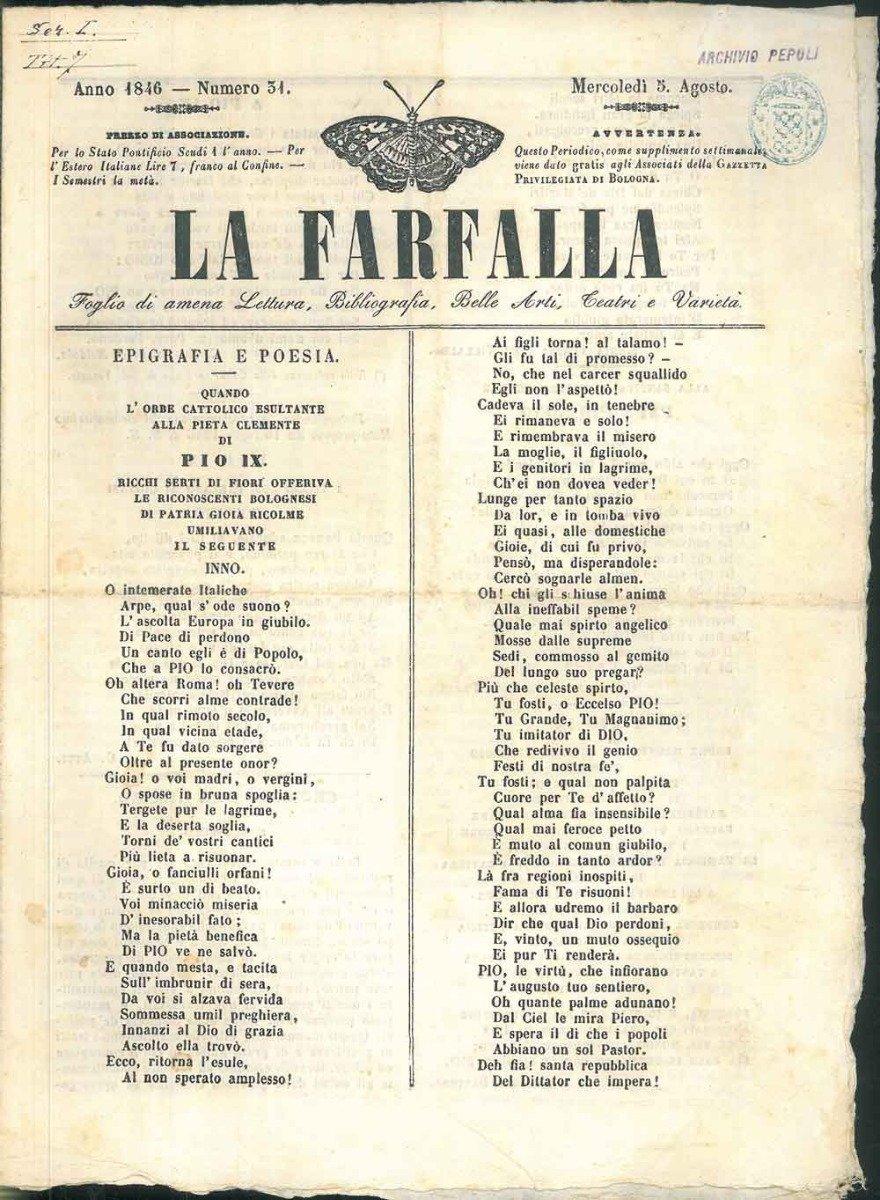 Ser. I.
Tit. 7
ARCHIVIO PEPOLI
Anno 1846 — Numero 31.
Mercoledì 5. Agosto.
PREZZO DI ASSOCIAZIONE.
Per lo Stato Pontificio Scudi 1 l'anno. — Per
l'Estero Italiane Lire 7, franco al Confine. —
I Semestri la metà.
AVVERTENZA.
Questo Periodico, come supplimento settimanale,
viene dato gratis agli Associati della GAZZETTA
PRIVILEGIATA DI BOLOGNA.
LA FARFALLA
Foglio di amena Lettura, Bibliografia, Belle Arti, Teatri e Varietà.
EPIGRAFIA E POESIA.
QUANDO
L'ORBE CATTOLICO ESULTANTE
ALLA PIETA CLEMENTE
DI
PIO IX.
RICCHI SERTI DI FIORI OFFERIVA
LE RICONOSCENTI BOLOGNESI
DI PATRIA GIOIA RICOLME
UMILIAVANO
IL SEGUENTE
INNO.
O intemerate Italiche
Arpe, qual s'ode suono?
L'ascolta Europa in giubilo.
Di Pace di perdono
Un canto egli é di Popolo,
Che a PIO lo consacrò.
Oh altera Roma! oh Tevere
Che scorri alme contrade!
In qual rimoto secolo,
In qual vicina etade,
A Te fu dato sorgere
Oltre al presente onor?
Gioia! o voi madri, o vergini,
O spose in bruna spoglia:
Tergete pur le lagrime,
E la deserta soglia,
Torni de' vostri cantici
Più lieta a risuonar.
Gioia, o fanciulli orfani!
È surto un dì beato.
Voi minacciò miseria
D'inesorabil fato;
Ma la pietà benefica
Di PIO ve ne salvò.
E quando mesta, e tacita
Sull'imbrunir di sera,
Da voi si alzava fervida
Sommessa umil preghiera,
Innanzi al Dio di grazia
Ascolto ella trovò.
Ecco, ritorna l'esule,
Al non sperato amplesso!
Ai figli torna! al talamo! —
Gli fu tal dì promesso? —
No, che nel carcer squallido
Egli non l'aspettò!
Cadeva il sole, in tenebre
Ei rimaneva e solo!
E rimembrava il misero
La moglie, il figliuolo,
E i genitori in lagrime,
Ch'ei non dovea veder!
Lunge per tanto spazio
Da lor, e in tomba vivo
Ei quasi, alle domestiche
Gioie, di cui fu privo,
Pensò, ma disperandole:
Cercò sognarle almen.
Oh! chi gli schiuse l'anima
Alla ineffabil speme?
Quale mai spirto angelico
Mosse dalle supreme
Sedi, commosso al gemito
Del lungo suo pregar?
Più che celeste spirto,
Tu fosti, o Eccelso PIO!
Tu Grande, Tu Magnanimo;
Tu imitator di DIO,
Che redivivo il genio
Festi di nostra fe',
Tu fosti; e qual non palpita
Cuore per Te d'affetto?
Qual alma fia insensibile?
Qual mai feroce petto
È muto al comun giubilo,
È freddo in tanto ardor?
Là fra regioni inospiti,
Fama di Te risuoni!
E allora udremo il barbaro
Dir che qual Dio perdoni,
E, vinto, un muto ossequio
Ei pur Ti renderà.
PIO, le virtù, che infiorano
L'augusto tuo sentiero,
Oh quante palme adunano!
Dal Ciel le mira Piero,
E spera il dì che i popoli
Abbiano un sol Pastor.
Deh fia! santa repubblica
Del Dittator che impera!